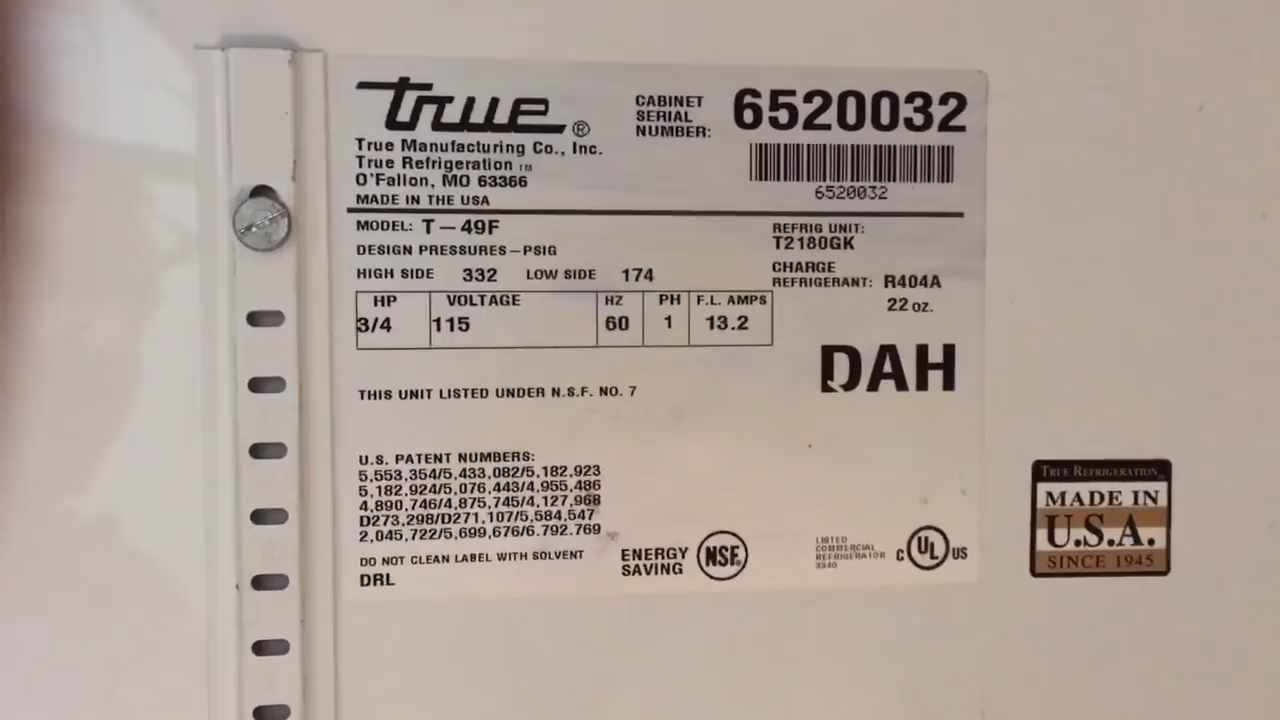 true®
True Manufacturing Co., Inc.
True Refrigeration TM
O'Fallon, MO 63366
MADE IN THE USA
CABINET
SERIAL
NUMBER: 6520032
6520032
MODEL: T-49F
DESIGN PRESSURES-PSIG
HIGH SIDE 332 LOW SIDE 174
REFRIG UNIT:
T2180GK
CHARGE
REFRIGERANT: R404A
22 oz.
HP VOLTAGE HZ PH F.L. AMPS
3/4 115 60 1 13.2
DAH
THIS UNIT LISTED UNDER N.S.F. NO. 7
U.S. PATENT NUMBERS:
5,553,354/5,433,082/5,182,923
5,182,924/5,076,443/4,955,486
4,890,746/4,875,745/4,127,968
D273,298/D271,107/5,584,547
2,045,722/5,699,676/6.792.769
DO NOT CLEAN LABEL WITH SOLVENT
DRL
ENERGY
SAVING
NSF.
LISTED
COMMERCIAL
REFRIGERATOR
3940
C UL US
TRUE REFRIGERATION
MADE IN
U.S.A.
SINCE 1945